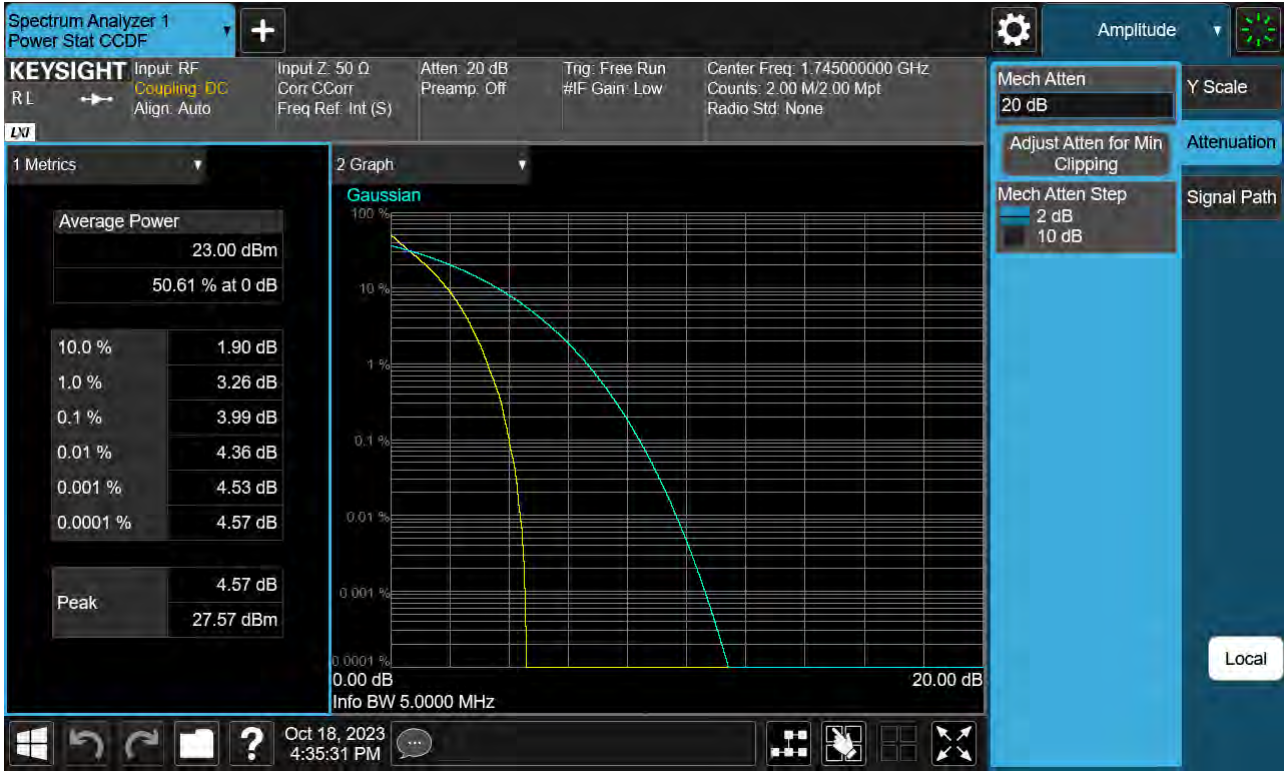 Spectrum Analyzer 1
Power Stat CCDF
Amplitude
KEYSIGHT
RL
LXI
Input: RF
Coupling: DC
Align: Auto
Input Z: 50 Ω
Corr CCorr
Freq Ref: Int (S)
Atten: 20 dB
Preamp: Off
Trig: Free Run
#IF Gain: Low
Center Freq: 1.745000000 GHz
Counts: 2.00 M/2.00 Mpt
Radio Std: None
Mech Atten
20 dB
Adjust Atten for Min
Clipping
Mech Atten Step
2 dB
10 dB
Y Scale
Attenuation
Signal Path
Local
1 Metrics
Average Power
23.00 dBm
50.61 % at 0 dB
10.0 % 1.90 dB
1.0 % 3.26 dB
0.1 % 3.99 dB
0.01 % 4.36 dB
0.001 % 4.53 dB
0.0001 % 4.57 dB
Peak
4.57 dB
27.57 dBm
2 Graph
Gaussian
100 %
10 %
1 %
0.1 %
0.01 %
0.001 %
0.0001 %
0.00 dB 20.00 dB
Info BW 5.0000 MHz
?
Oct 18, 2023
4:35:31 PM